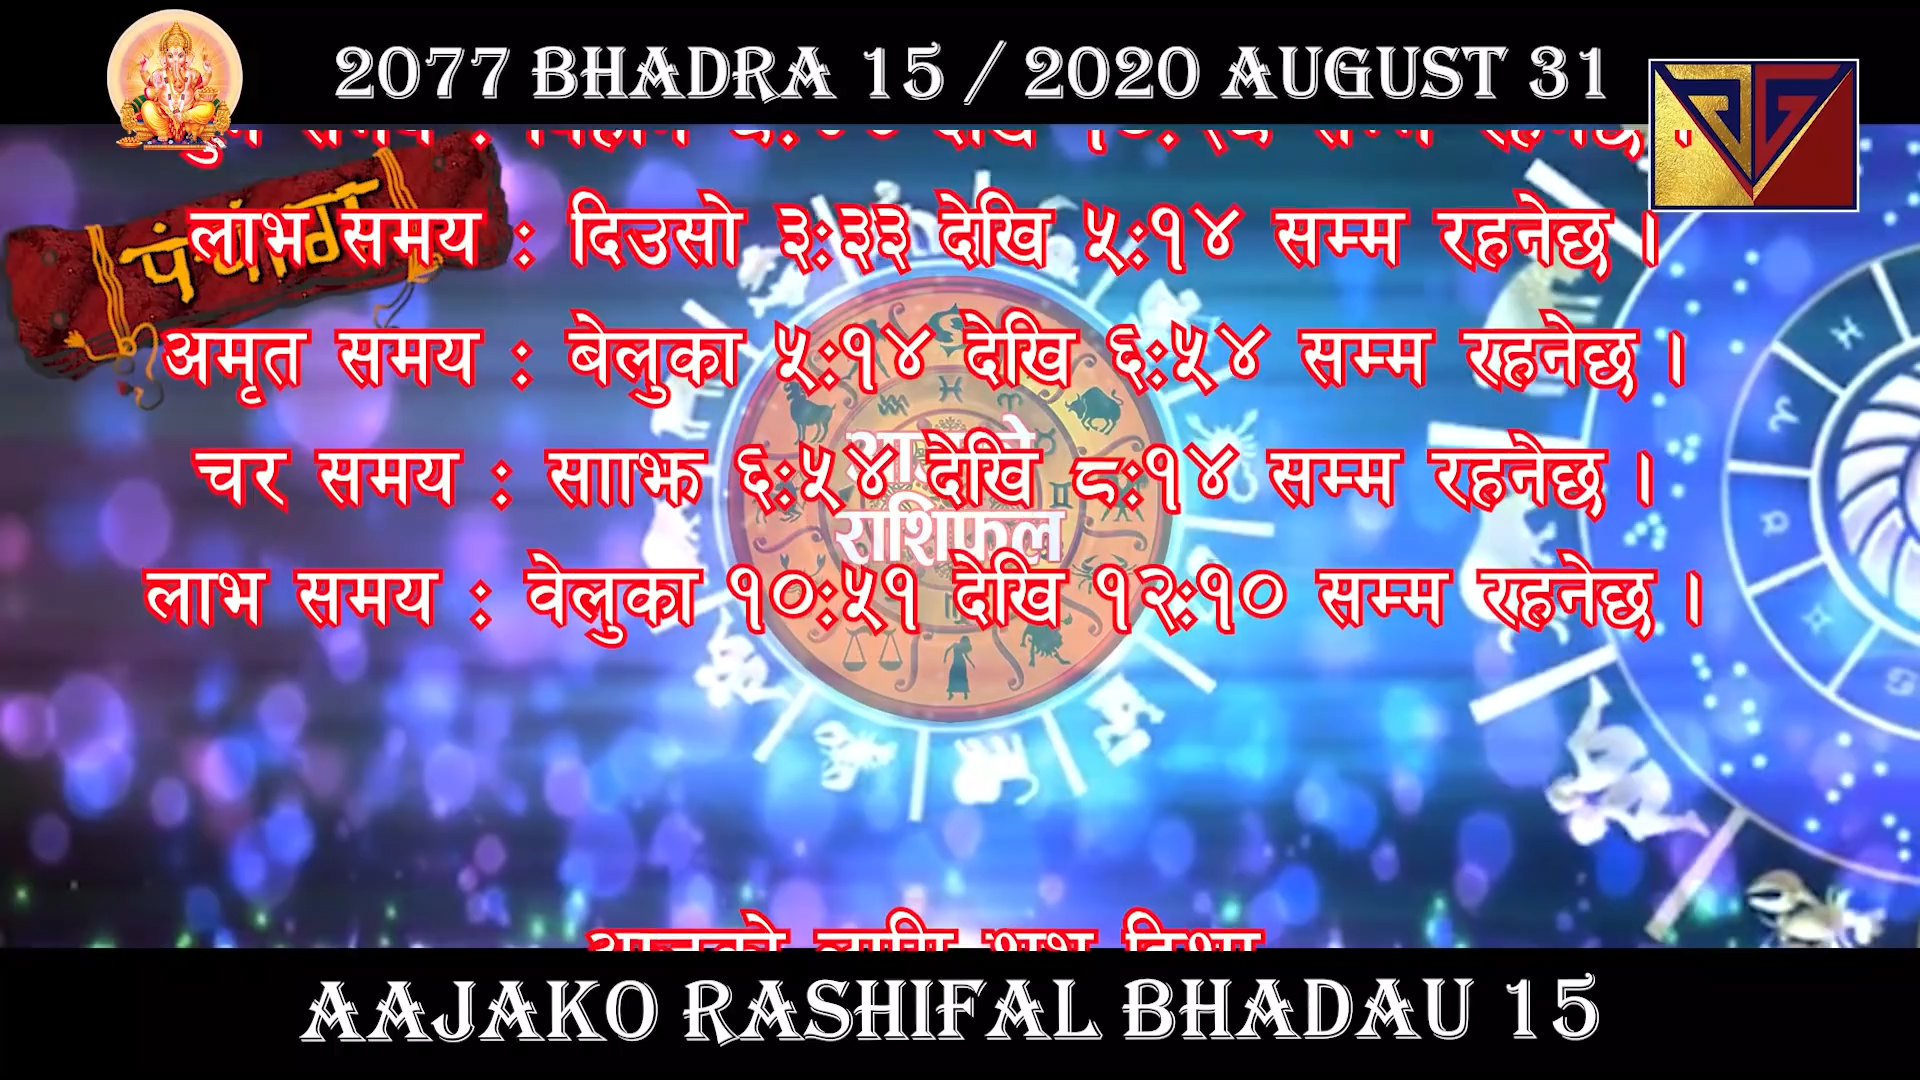 2077 BHADRA 15 / 2020 AUGUST 31
पंचांग
लाभ समय : दिउसो ३:३३ देखि ५:१४ सम्म रहनेछ ।
अमृत समय : बेलुका ५:१४ देखि ६:५४ सम्म रहनेछ ।
चर समय : सााझ ६:५४ देखि ८:१४ सम्म रहनेछ ।
राशिफल
लाभ समय : वेलुका १०:५१ देखि १२:१० सम्म रहनेछ ।
AAJAKO RASHIFAL BHADAU 15